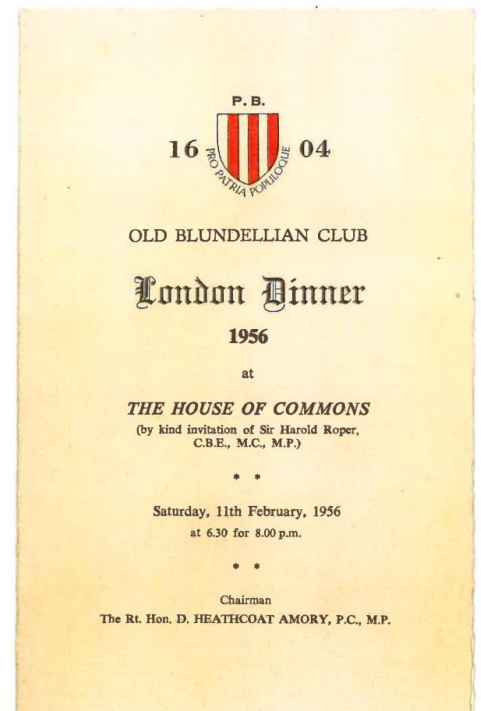 P. B.
16 04
PRO PATRIA POPULOQUE
OLD BLUNDELLIAN CLUB
London Dinner
1956
at
THE HOUSE OF COMMONS
(by kind invitation of Sir Harold Roper,
C.B.E., M.C., M.P.)
* *
Saturday, 11th February, 1956
at 6.30 for 8.00 p.m.
* *
Chairman
The Rt. Hon. D. HEATHCOAT AMORY, P.C., M.P.